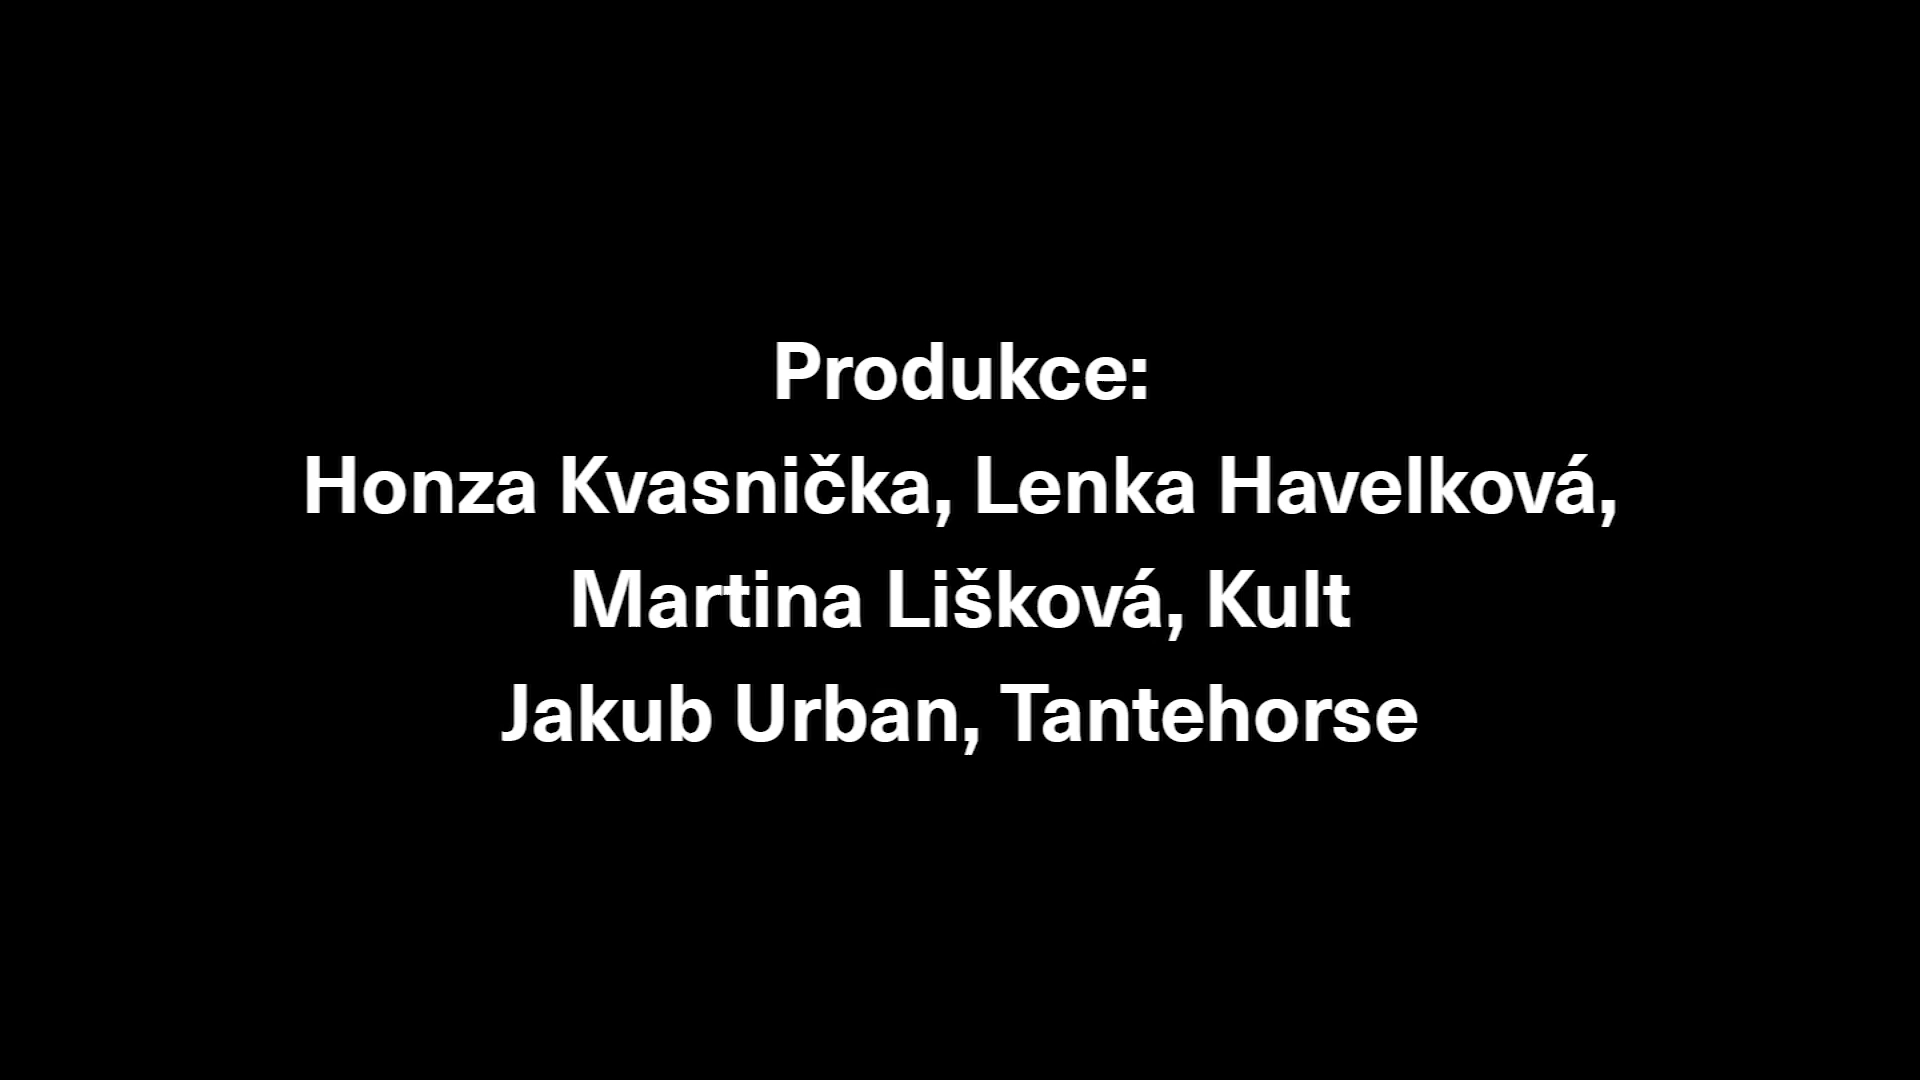 Produkce:
Honza Kvasnička, Lenka Havelková,
Martina Lišková, Kult
Jakub Urban, Tantehorse